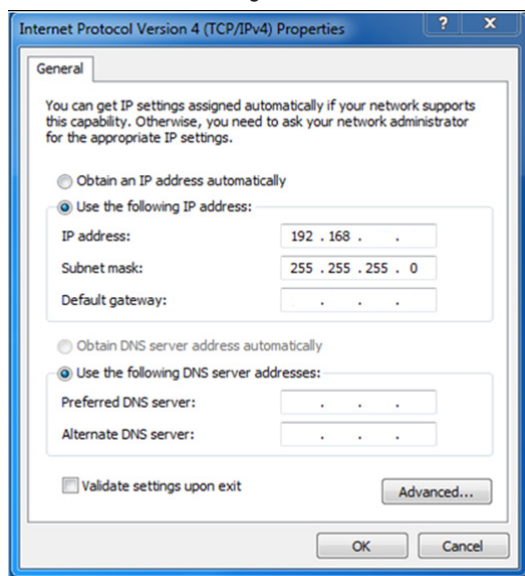 Internet Protocol Version 4 (TCP/IPv4) Properties
? X
General
You can get IP settings assigned automatically if your network supports
this capability. Otherwise, you need to ask your network administrator
for the appropriate IP settings.
Obtain an IP address automatically
Use the following IP address:
IP address: 192 . 168 . .
Subnet mask: 255 . 255 . 255 . 0
Default gateway: . . .
Obtain DNS server address automatically
Use the following DNS server addresses:
Preferred DNS server: . . .
Alternate DNS server: . . .
Validate settings upon exit
Advanced...
OK Cancel